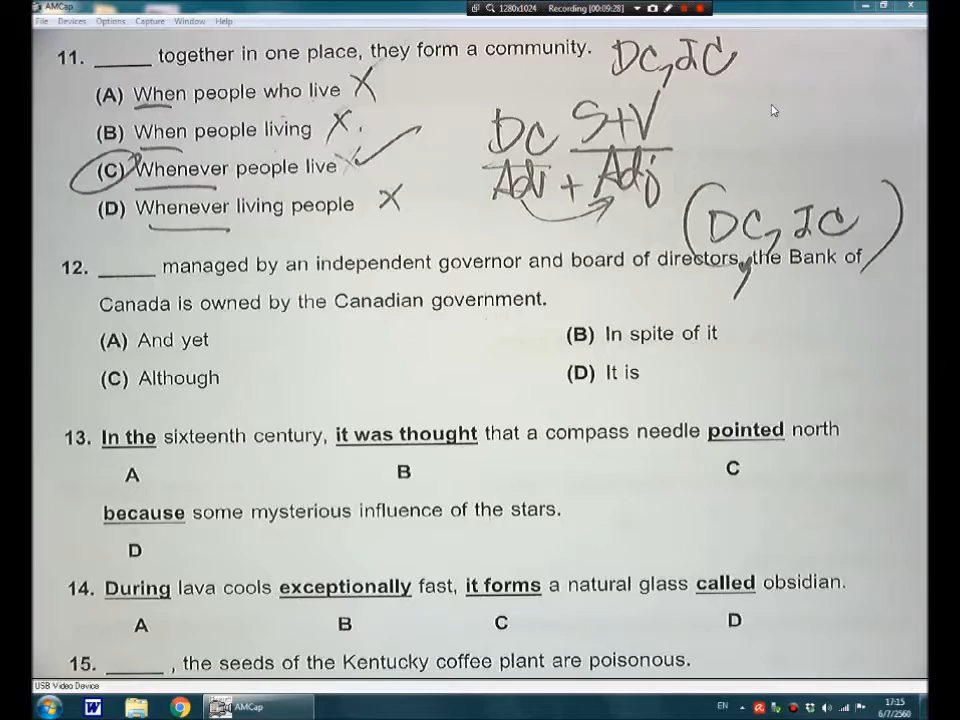 AMCap
1280x1024 Recording [00:09:28]
File Devices Options Capture Window Help
11. _____ together in one place, they form a community. DC, IC
(A) When people who live X
(B) When people living X.
(C) Whenever people live
(D) Whenever living people X
DC S+V
Adv + Adj
(DC, IC)
12. _____ managed by an independent governor and board of directors, the Bank of
Canada is owned by the Canadian government.
(A) And yet (B) In spite of it
(C) Although (D) It is
13. In the sixteenth century, it was thought that a compass needle pointed north
A B C
because some mysterious influence of the stars.
D
14. During lava cools exceptionally fast, it forms a natural glass called obsidian.
A B C D
15. _____ , the seeds of the Kentucky coffee plant are poisonous.
USB Video Device
AMCap EN 17:15
6/7/2560